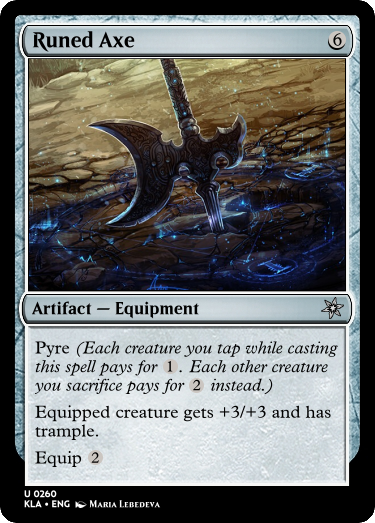 Runed Axe 6
Artifact — Equipment
Pyre (Each creature you tap while casting
this spell pays for 1. Each other creature
you sacrifice pays for 2 instead.)
Equipped creature gets +3/+3 and has
trample.
Equip 2
U 0260
KLA • ENG Maria Lebedeva